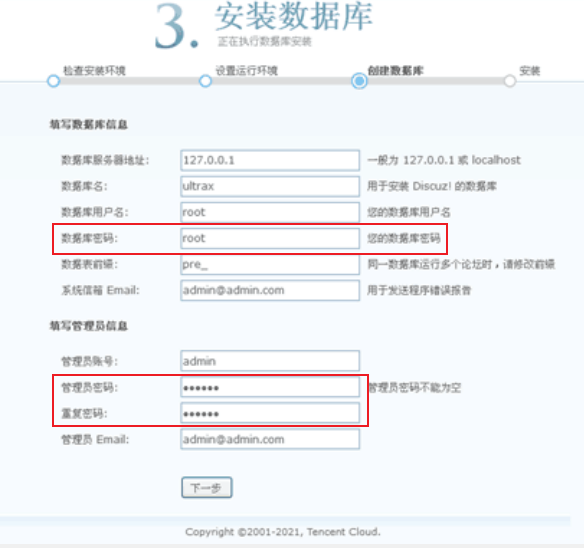 3. 安装数据库
正在执行数据库安装
检查安装环境 设置运行环境 创建数据库 安装
填写数据库信息
数据库服务器地址: 127.0.0.1 一般为 127.0.0.1 或 localhost
数据库名: ultrax 用于安装 Discuz! 的数据库
数据库用户名: root 您的数据库用户名
数据库密码: root 您的数据库密码
数据表前缀: pre_ 同一数据库运行多个论坛时，请修改前缀
系统信箱 Email: admin@admin.com 用于发送程序错误报告
填写管理员信息
管理员账号: admin
管理员密码: •••••• 管理员密码不能为空
重复密码: ••••••
管理员 Email: admin@admin.com
下一步
Copyright ©2001-2021, Tencent Cloud.